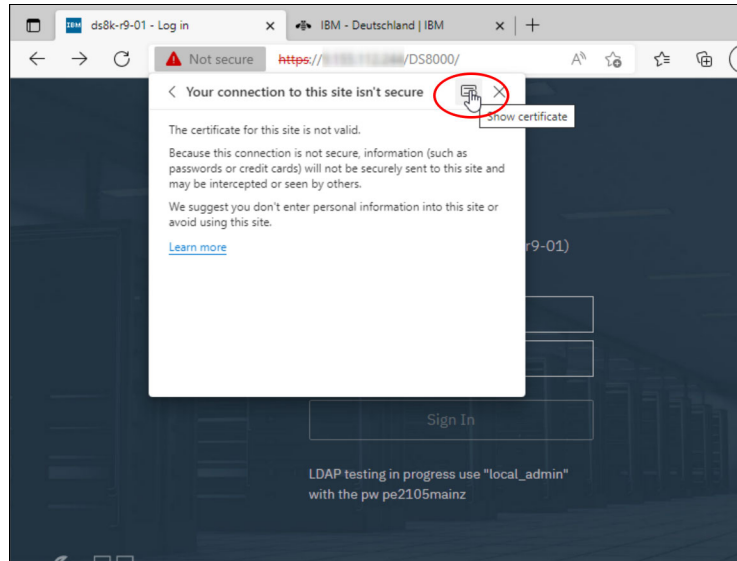 IBM ds8k-r9-01 - Log in
IBM - Deutschland | IBM
Not secure
https:// /DS8000/
Your connection to this site isn't secure
Show certificate
The certificate for this site is not valid.
Because this connection is not secure, information (such as
passwords or credit cards) will not be securely sent to this site and
may be intercepted or seen by others.
We suggest you don't enter personal information into this site or
avoid using this site.
Learn more
r9-01)
Sign In
LDAP testing in progress use "local_admin"
with the pw pe2105mainz